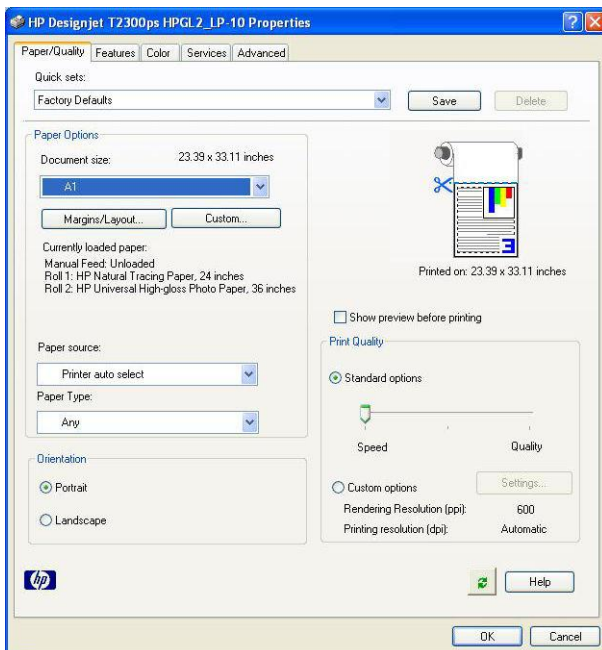 HP Designjet T2300ps HPGL2_LP-10 Properties
Paper/Quality Features Color Services Advanced
Quick sets:
Factory Defaults
Save
Delete
Paper Options
Document size: 23.39 x 33.11 inches
A1
Margins/Layout...
Custom...
Currently loaded paper:
Manual Feed: Unloaded
Roll 1: HP Natural Tracing Paper, 24 inches
Roll 2: HP Universal High-gloss Photo Paper, 36 inches
Paper source:
Printer auto select
Paper Type:
Any
Orientation
Portrait
Landscape
3
Printed on: 23.39 x 33.11 inches
Show preview before printing
Print Quality
Standard options
Speed Quality
Custom options
Settings...
Rendering Resolution (ppi): 600
Printing resolution (dpi): Automatic
hp
Help
OK
Cancel